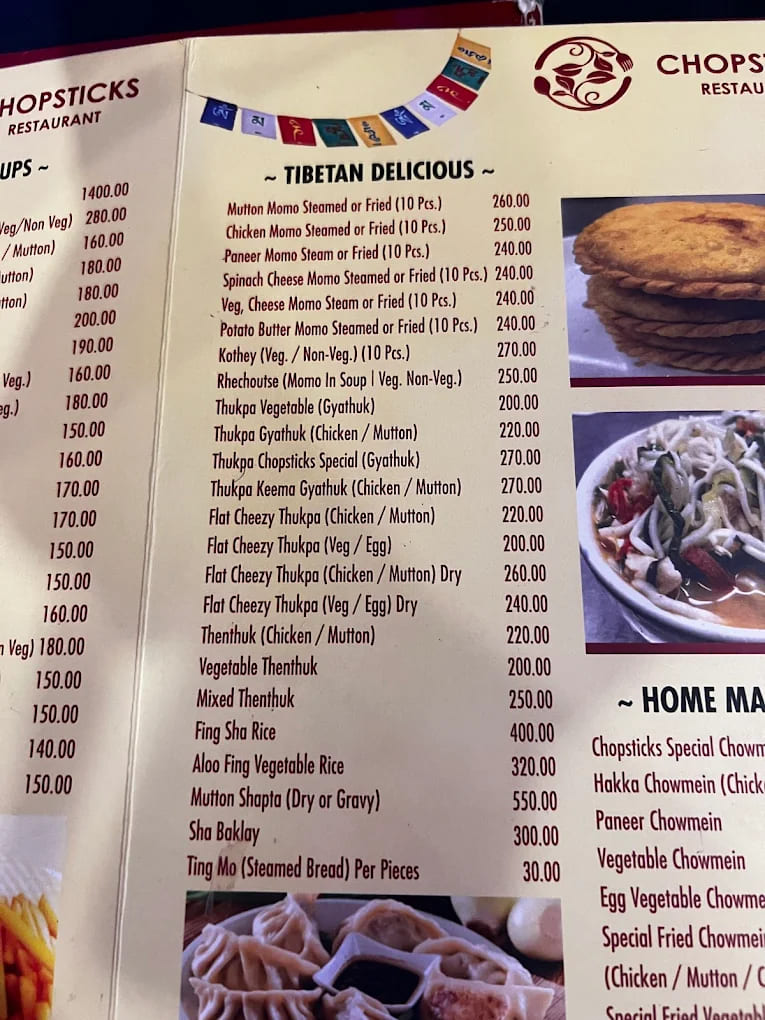 HOPSTICKS
RESTAURANT
UPS ~
1400.00
Veg/Non Veg) 280.00
/ Mutton) 160.00
180.00
180.00
200.00
190.00
Veg.) 160.00
180.00
150.00
160.00
170.00
170.00
150.00
150.00
160.00
Veg) 180.00
150.00
150.00
140.00
150.00
~ TIBETAN DELICIOUS ~
Mutton Momo Steamed or Fried (10 Pcs.) 260.00
Chicken Momo Steamed or Fried (10 Pcs.) 250.00
Paneer Momo Steam or Fried (10 Pcs.) 240.00
Spinach Cheese Momo Steamed or Fried (10 Pcs.) 240.00
Veg, Cheese Momo Steam or Fried (10 Pcs.) 240.00
Potato Butter Momo Steamed or Fried (10 Pcs.) 240.00
Kothey (Veg. / Non-Veg.) (10 Pcs.) 270.00
Rhechoutse (Momo In Soup | Veg. Non-Veg.) 250.00
Thukpa Vegetable (Gyathuk) 200.00
Thukpa Gyathuk (Chicken / Mutton) 220.00
Thukpa Chopsticks Special (Gyathuk) 270.00
Thukpa Keema Gyathuk (Chicken / Mutton) 270.00
Flat Cheezy Thukpa (Chicken / Mutton) 220.00
Flat Cheezy Thukpa (Veg / Egg) 200.00
Flat Cheezy Thukpa (Chicken / Mutton) Dry 260.00
Flat Cheezy Thukpa (Veg / Egg) Dry 240.00
Thenthuk (Chicken / Mutton) 220.00
Vegetable Thenthuk 200.00
Mixed Thenthuk 250.00
Fing Sha Rice 400.00
Aloo Fing Vegetable Rice 320.00
Mutton Shapta (Dry or Gravy) 550.00
Sha Baklay 300.00
Ting Mo (Steamed Bread) Per Pieces 30.00
CHOPST
RESTAU
~ HOME MA
Chopsticks Special Chowm
Hakka Chowmein (Chick
Paneer Chowmein
Vegetable Chowmein
Egg Vegetable Chowme
Special Fried Chowmein
(Chicken / Mutton / C
Special Fried Vegetabl